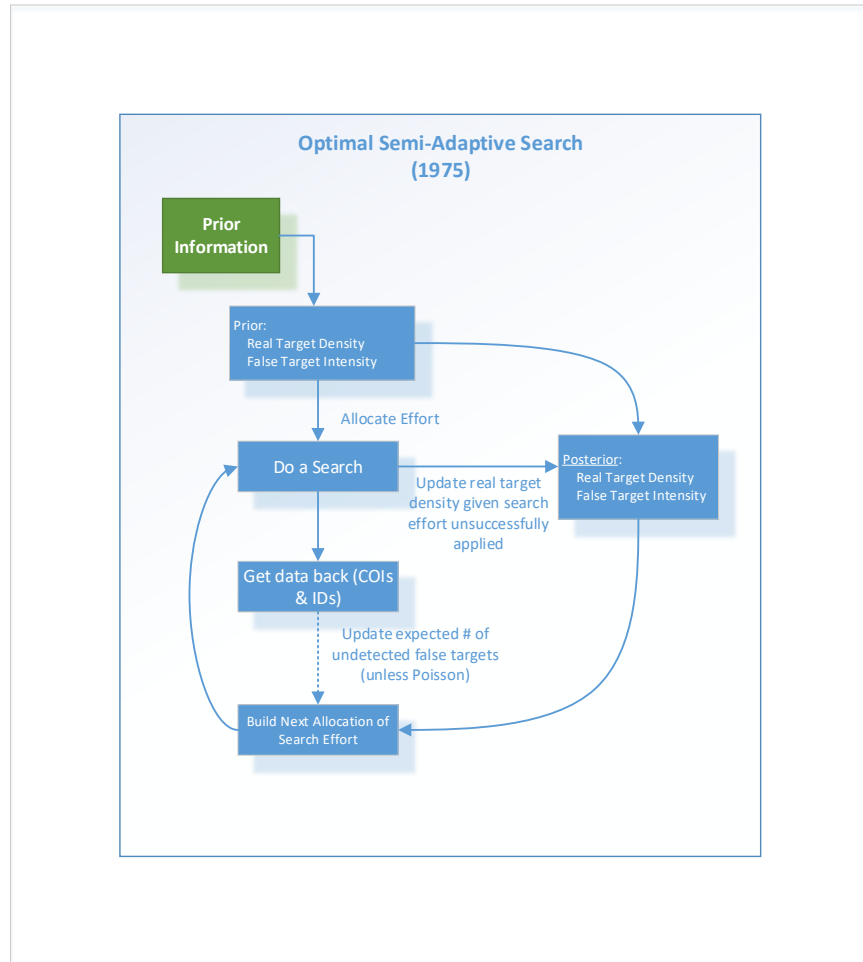 Optimal Semi-Adaptive Search
(1975)
Prior
Information
Prior:
Real Target Density
False Target Intensity
Allocate Effort
Do a Search
Update real target
density given search
effort unsuccessfully
applied
Posterior:
Real Target Density
False Target Intensity
Get data back (COIs
& IDs)
Update expected # of
undetected false targets
(unless Poisson)
Build Next Allocation of
Search Effort